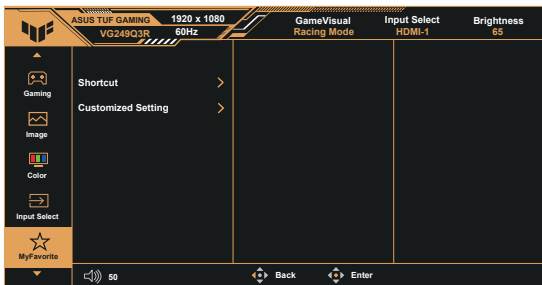 ASUS TUF GAMING 1920 x 1080
VG249Q3R 60Hz
GameVisual
Racing Mode
Input Select
HDMI-1
Brightness
65
Gaming
Image
Color
Input Select
MyFavorite
Shortcut
Customized Setting
50
Back
Enter